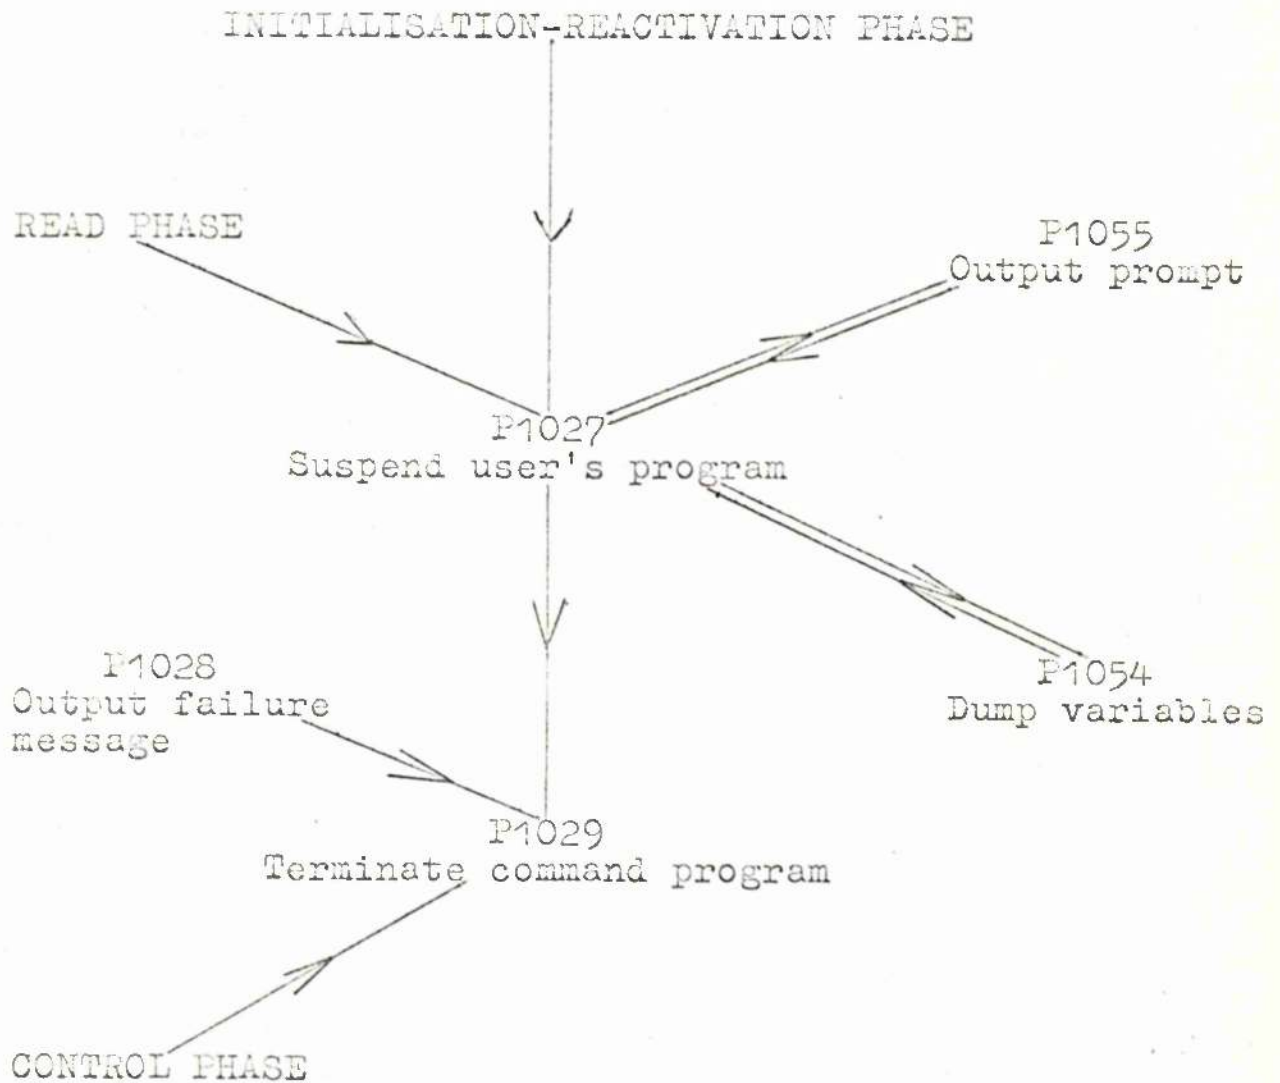 INITIALISATION-REACTIVATION PHASE
READ PHASE
P1055
Output prompt
P1027
Suspend user's program
P1028
Output failure
message
P1054
Dump variables
P1029
Terminate command program
CONTROL PHASE